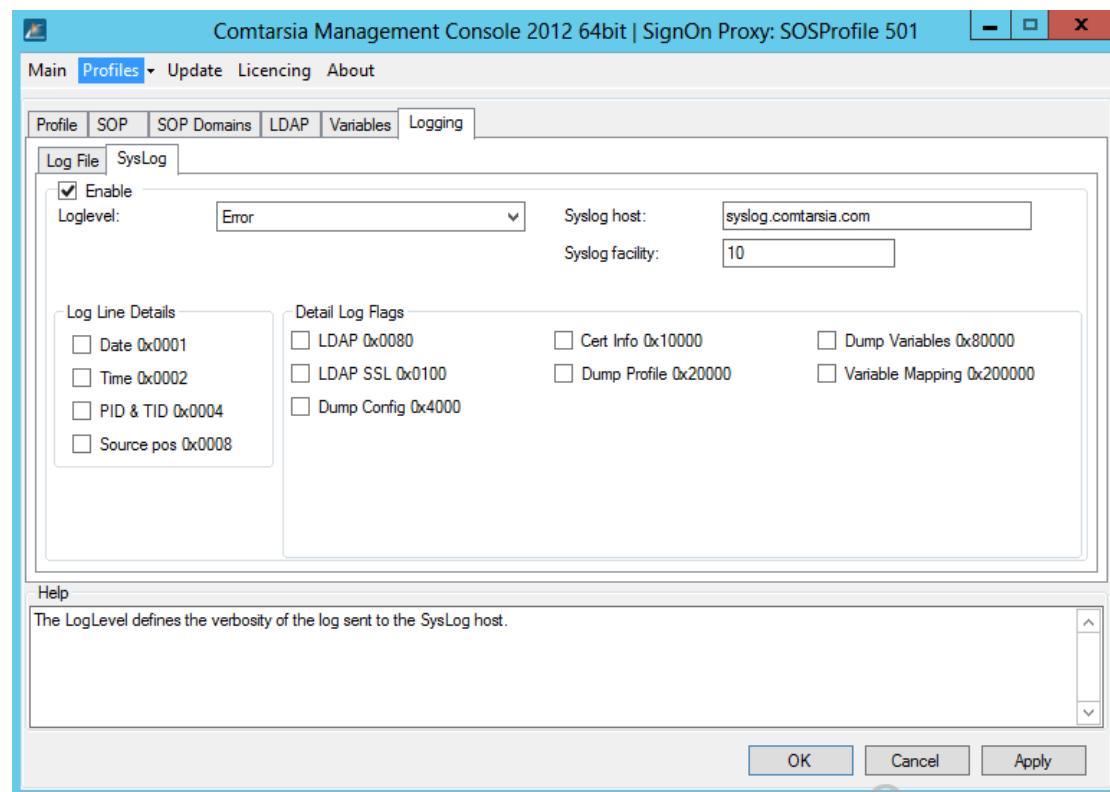 Comtarsia Management Console 2012 64bit | SignOn Proxy: SOSProfile 501
Main Profiles Update Licencing About
Profile SOP SOP Domains LDAP Variables Logging
Log File SysLog
Enable
Loglevel: Error Syslog host: syslog.comtarsia.com
Syslog facility: 10
Log Line Details Detail Log Flags
Date 0x0001 LDAP 0x0080 Cert Info 0x10000 Dump Variables 0x80000
Time 0x0002 LDAP SSL 0x0100 Dump Profile 0x20000 Variable Mapping 0x200000
PID & TID 0x0004 Dump Config 0x4000
Source pos 0x0008
Help
The LogLevel defines the verbosity of the log sent to the SysLog host.
OK Cancel Apply